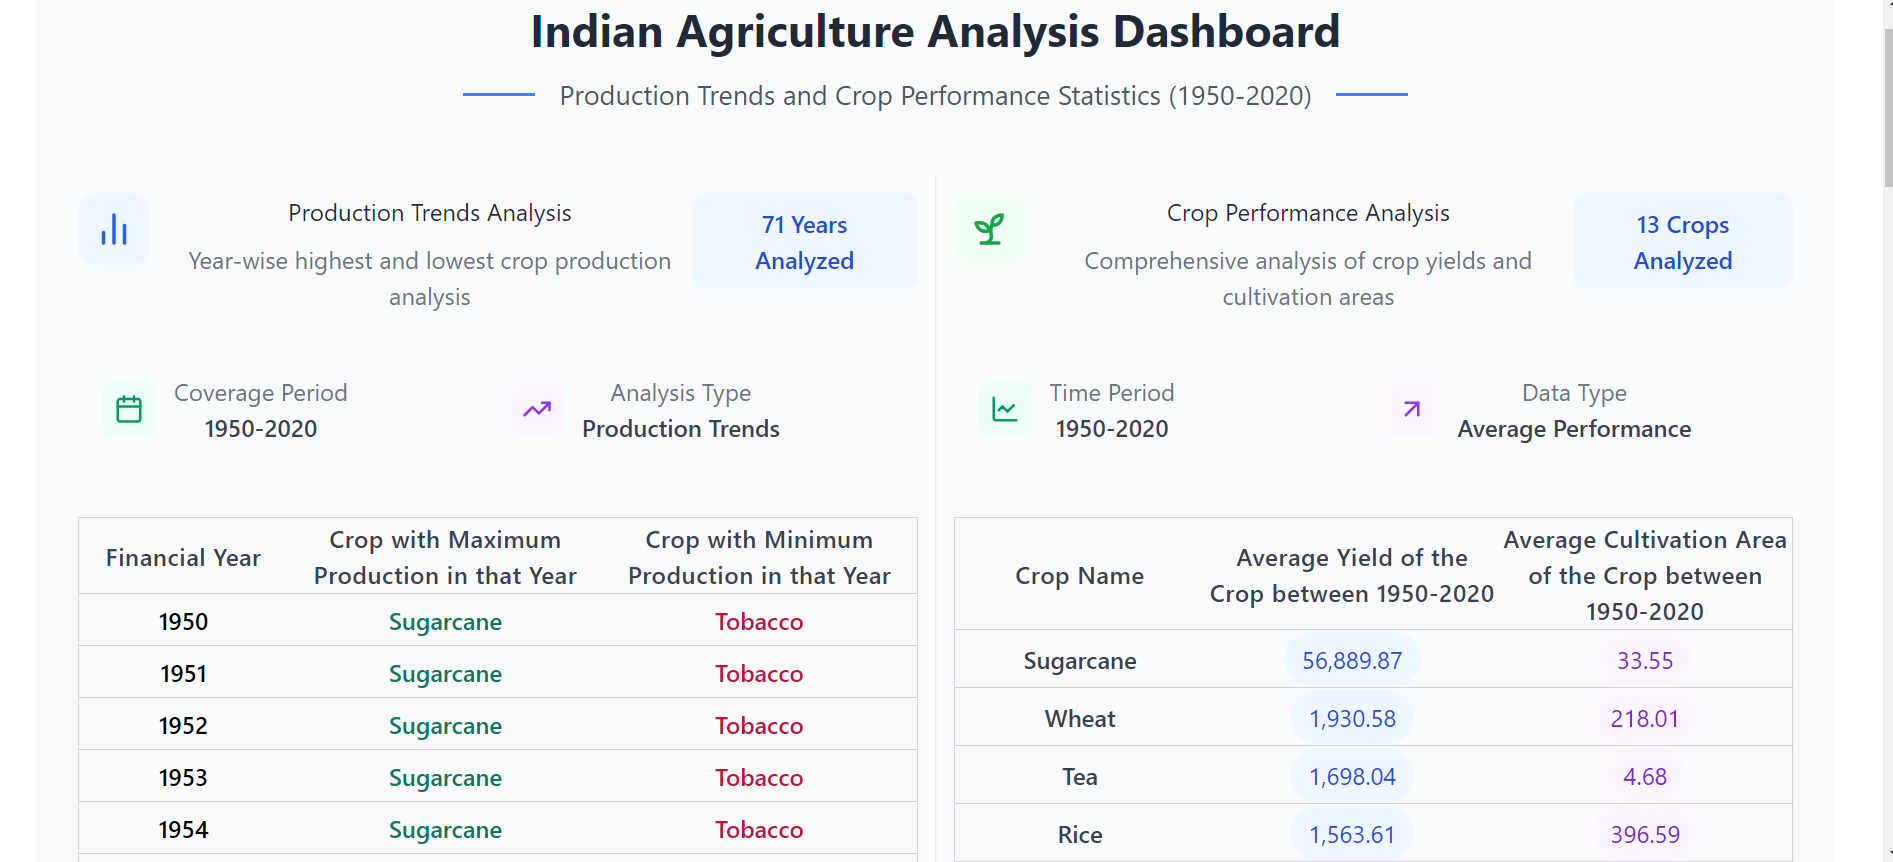 Indian Agriculture Analysis Dashboard
Production Trends and Crop Performance Statistics (1950-2020)
Production Trends Analysis
Year-wise highest and lowest crop production
analysis
71 Years
Analyzed
Coverage Period
1950-2020
Analysis Type
Production Trends
Financial Year
Crop with Maximum
Production in that Year
Crop with Minimum
Production in that Year
1950 Sugarcane Tobacco
1951 Sugarcane Tobacco
1952 Sugarcane Tobacco
1953 Sugarcane Tobacco
1954 Sugarcane Tobacco
Crop Performance Analysis
Comprehensive analysis of crop yields and
cultivation areas
13 Crops
Analyzed
Time Period
1950-2020
Data Type
Average Performance
Crop Name
Average Yield of the
Crop between 1950-2020
Average Cultivation Area
of the Crop between
1950-2020
Sugarcane 56,889.87 33.55
Wheat 1,930.58 218.01
Tea 1,698.04 4.68
Rice 1,563.61 396.59